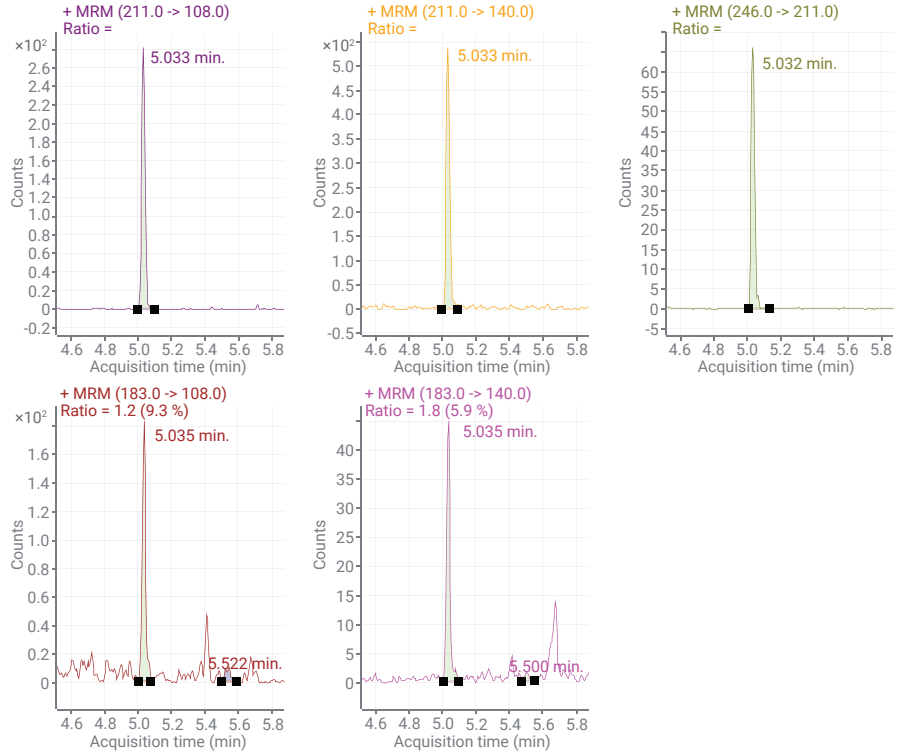 + MRM (211.0 -> 108.0)
Ratio =
×10²
5.033 min.
2.6
2.4
2.2
2.0
1.8
1.6
1.4
1.2
1.0
0.8
0.6
0.4
0.2
0
-0.2
Counts
4.6 4.8 5.0 5.2 5.4 5.6 5.8
Acquisition time (min)
+ MRM (211.0 -> 140.0)
Ratio =
×10²
5.033 min.
5.0
4.5
4.0
3.5
3.0
2.5
2.0
1.5
1.0
0.5
0
-0.5
Counts
4.6 4.8 5.0 5.2 5.4 5.6 5.8
Acquisition time (min)
+ MRM (246.0 -> 211.0)
Ratio =
5.032 min.
60
55
50
45
40
35
30
25
20
15
10
5
0
-5
Counts
4.6 4.8 5.0 5.2 5.4 5.6 5.8
Acquisition time (min)
+ MRM (183.0 -> 108.0)
Ratio = 1.2 (9.3 %)
×10²
5.035 min.
1.6
1.4
1.2
1.0
0.8
0.6
0.4
0.2
0
5.522 min.
Counts
4.6 4.8 5.0 5.2 5.4 5.6 5.8
Acquisition time (min)
+ MRM (183.0 -> 140.0)
Ratio = 1.8 (5.9 %)
5.035 min.
40
35
30
25
20
15
10
5
0
5.500 min.
Counts
4.6 4.8 5.0 5.2 5.4 5.6 5.8
Acquisition time (min)